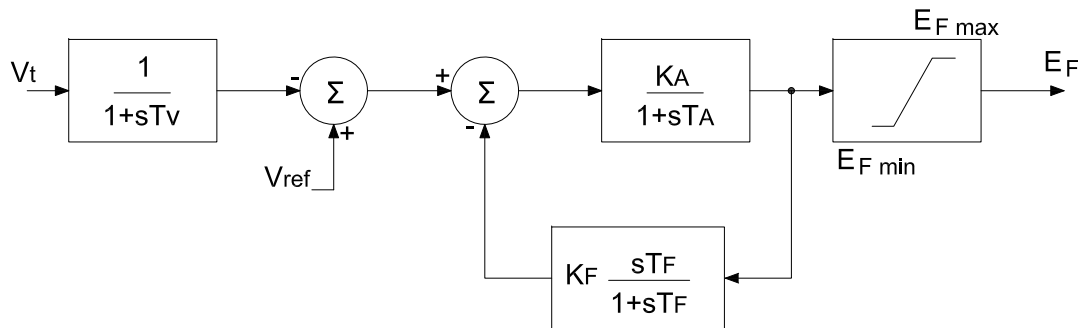 E F max
Vt
1
1+sTv
-
Σ
+
Vref
+
Σ
-
KA
1+sTA
EF
E F min
KF sTF
1+sTF